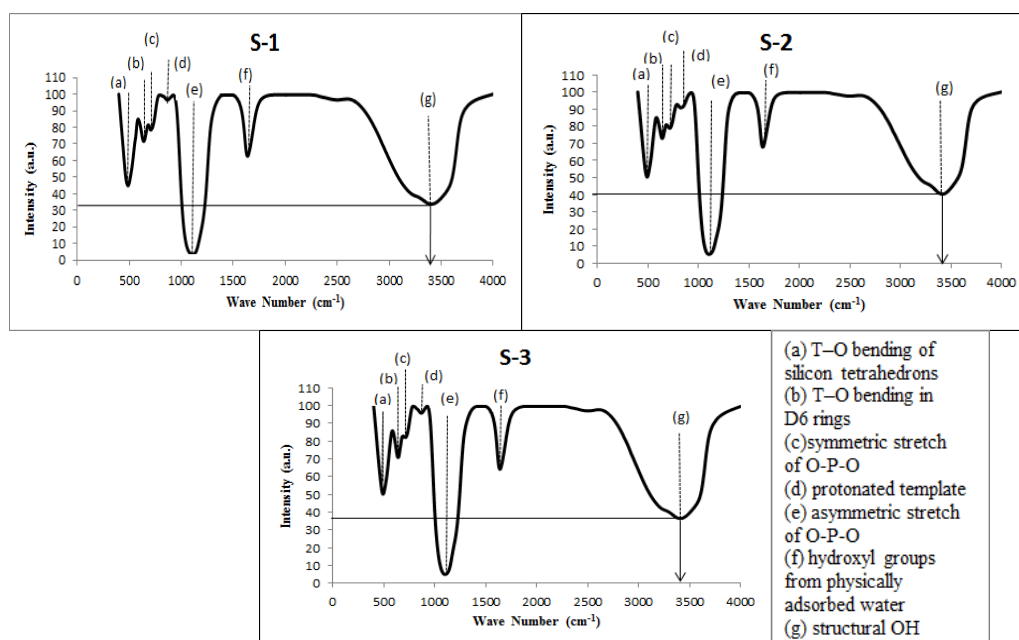 S-1
(a)
(b)
(c)
(d)
(e)
(f)
(g)
110
100
90
80
70
60
50
40
30
20
10
0
Intensity (a.u.)
0 500 1000 1500 2000 2500 3000 3500 4000
Wave Number (cm⁻¹)
S-2
(a)
(b)
(c)
(d)
(e)
(f)
(g)
110
100
90
80
70
60
50
40
30
20
10
0
Intensity (a.u.)
0 500 1000 1500 2000 2500 3000 3500 4000
Wave Number (cm⁻¹)
S-3
(a)
(b)
(c)
(d)
(e)
(f)
(g)
110
100
90
80
70
60
50
40
30
20
10
0
Intensity (a.u.)
0 500 1000 1500 2000 2500 3000 3500 4000
Wave Number (cm⁻¹)
(a) T–O bending of
silicon tetrahedrons
(b) T–O bending in
D6 rings
(c)symmetric stretch
of O-P-O
(d) protonated template
(e) asymmetric stretch
of O-P-O
(f) hydroxyl groups
from physically
adsorbed water
(g) structural OH